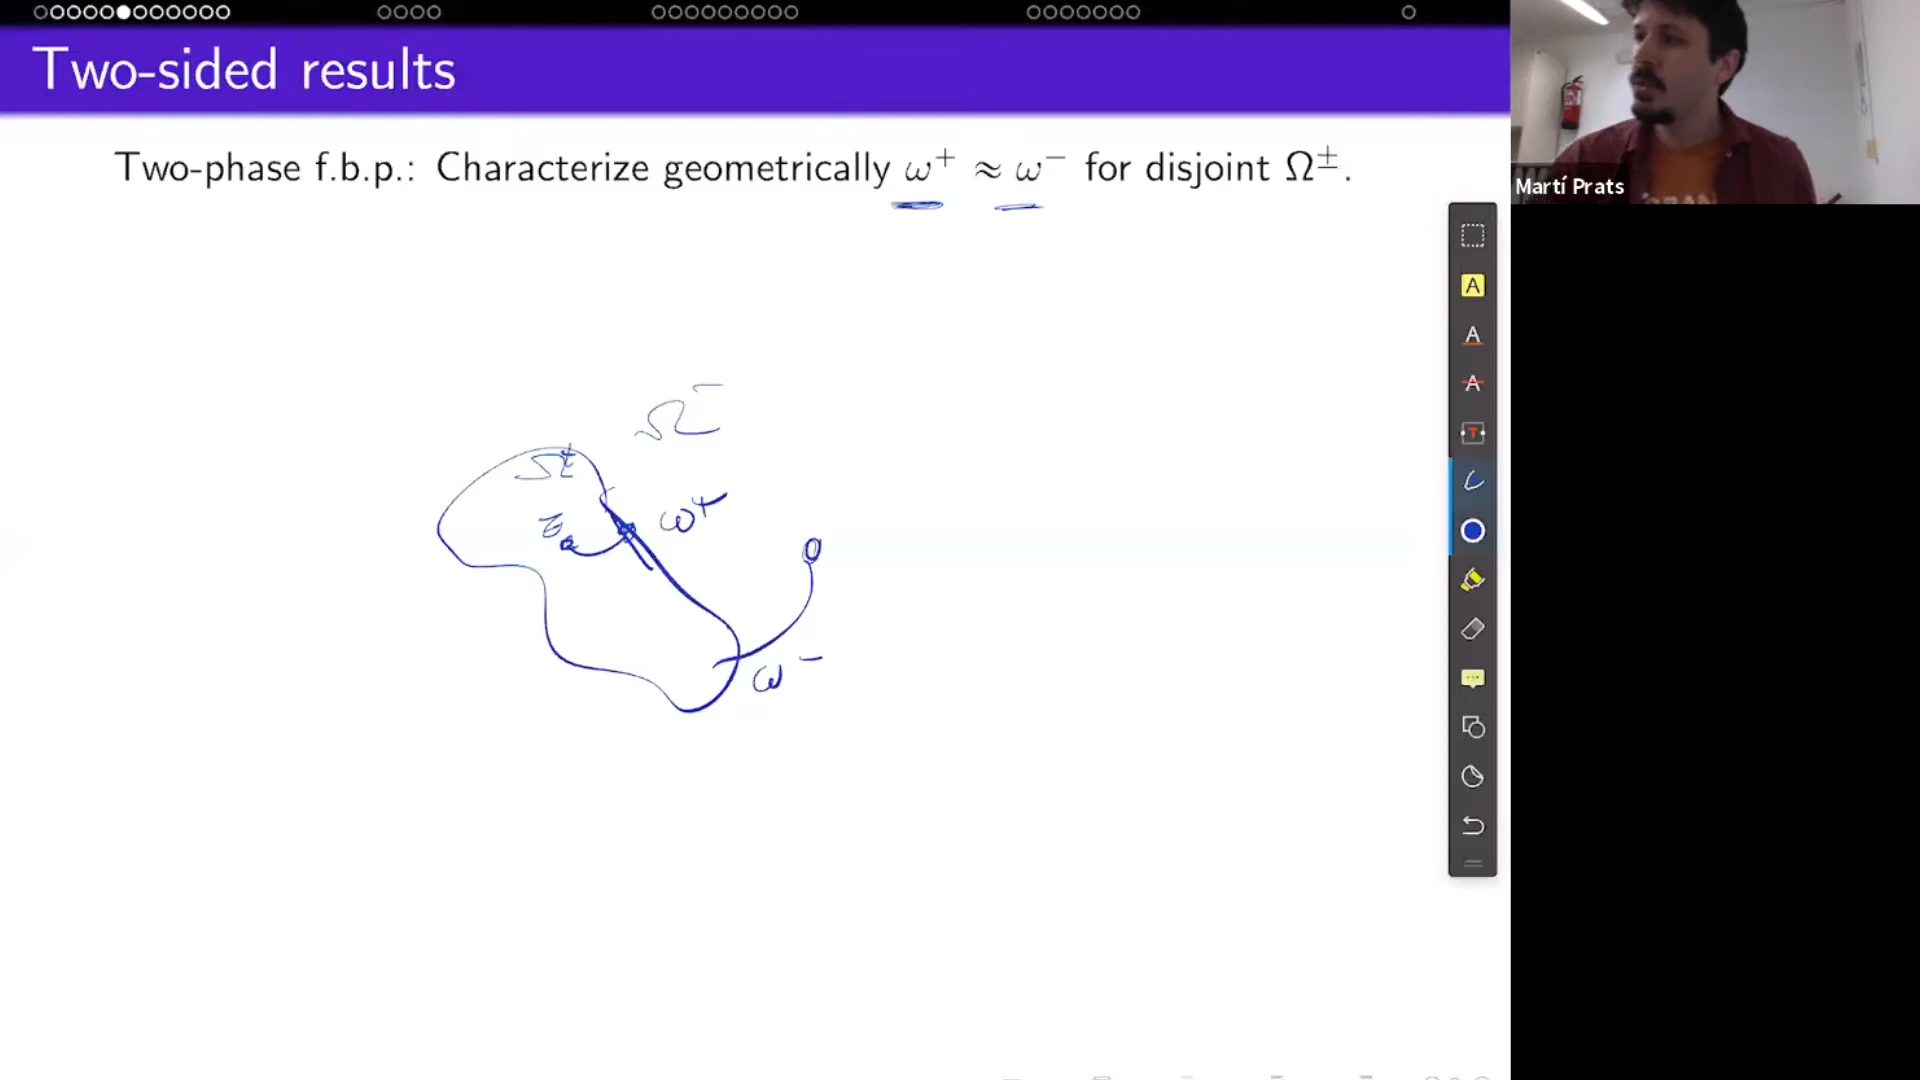 Two-sided results
Two-phase f.b.p.: Characterize geometrically ω⁺ ≈ ω⁻ for disjoint Ω±.
Martí Prats
A
A
A
T
Ω⁻
Ω⁺
ω⁺
ω⁻